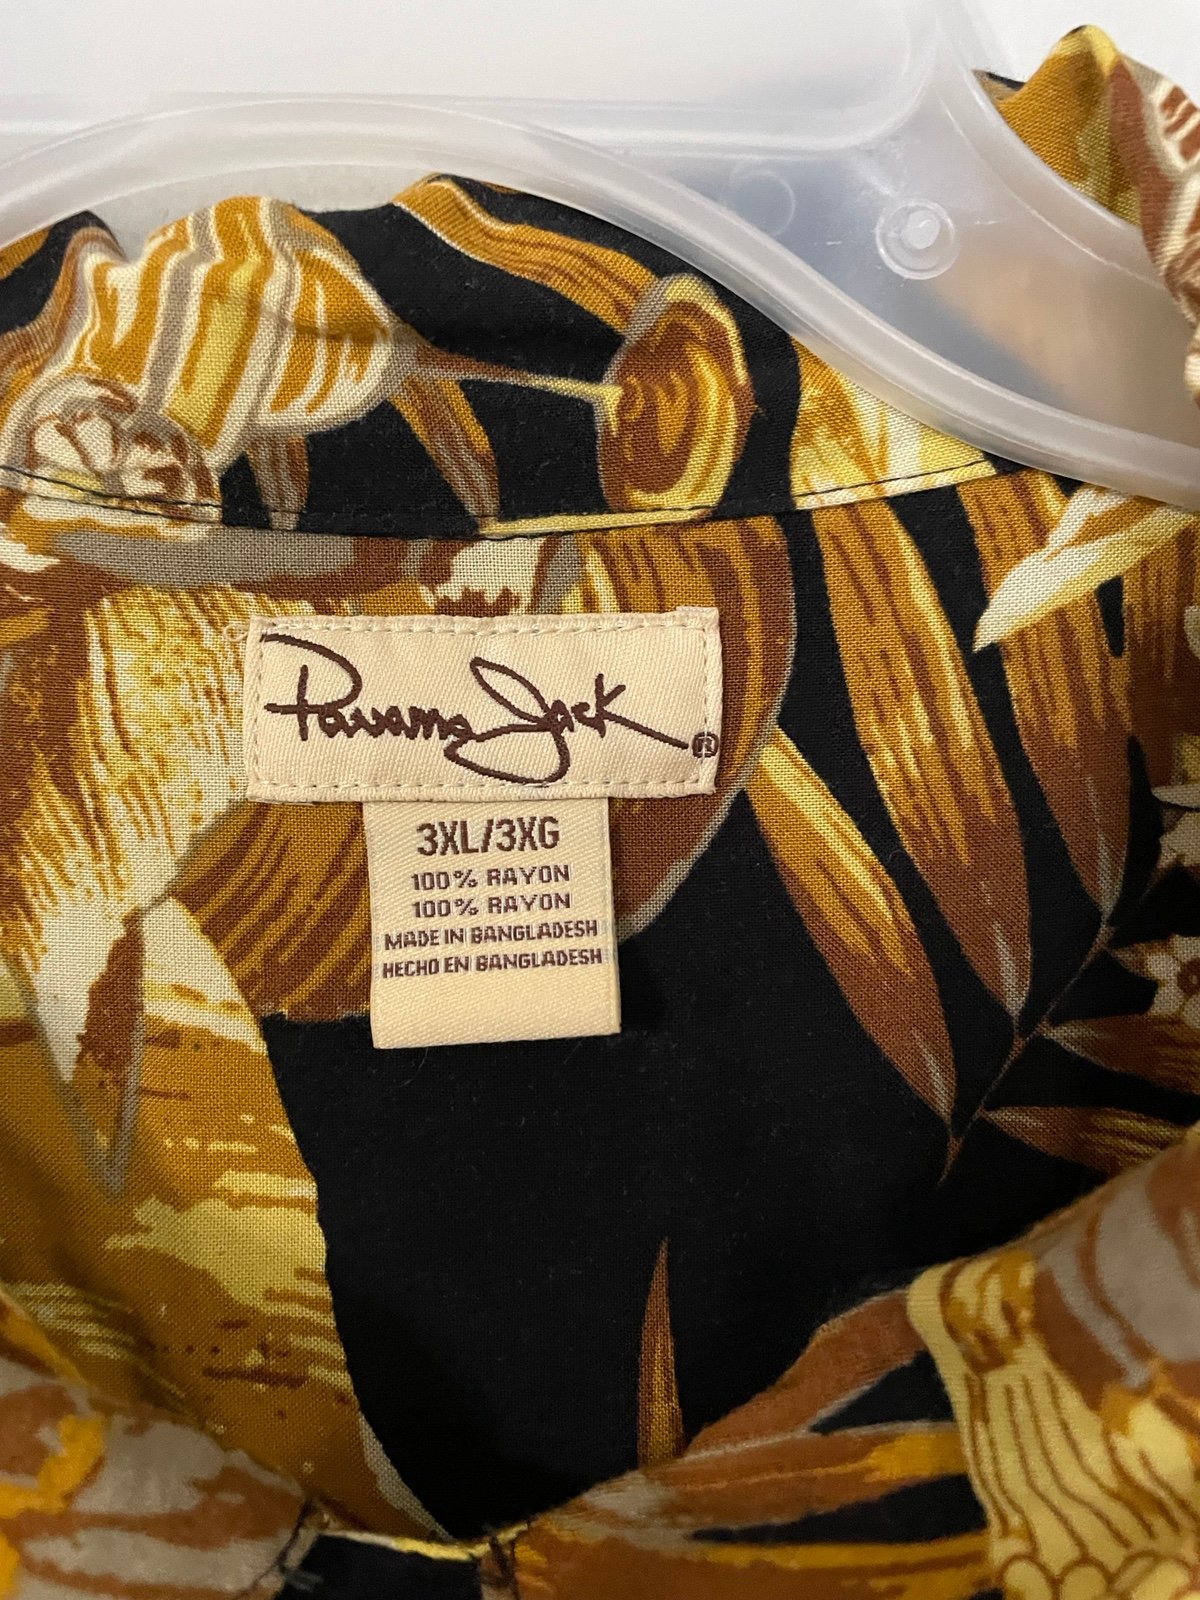 Panama Jack®
3XL/3XG
100% RAYON
100% RAYON
MADE IN BANGLADESH
HECHO EN BANGLADESH